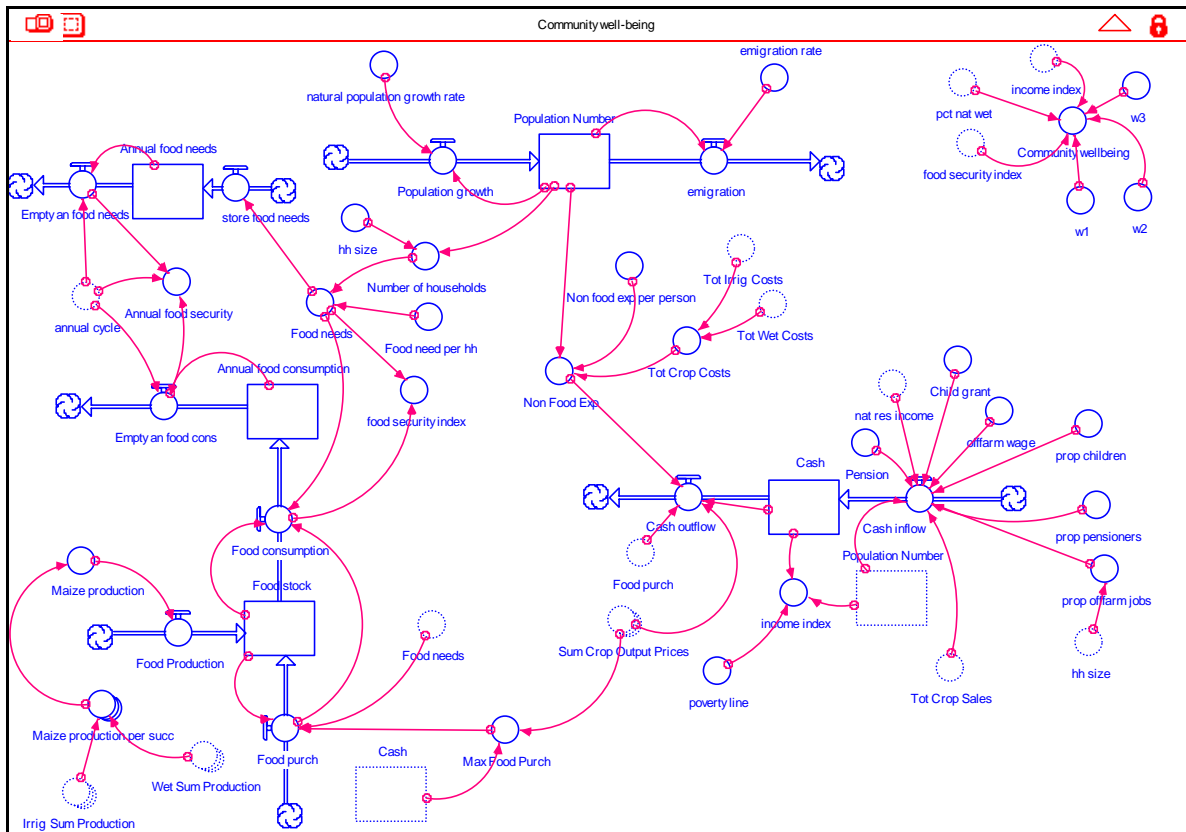 Community well-being
emigration rate
income index
natural population growth rate
pct nat wet
w3
Population Number
Annual food needs
Community wellbeing
food security index
Population growth
emigration
Empty an food needs
store food needs
w1
w2
hh size
Tot Irrig Costs
Number of households
Non food exp per person
Annual food security
annual cycle
Food needs
Tot Wet Costs
Food need per hh
Annual food consumption
Tot Crop Costs
Child grant
nat res income
Non Food Exp
food security index
Empty an food cons
offarm wage
prop children
Cash
Pension
Cash outflow
Cash inflow
prop pensioners
Food consumption
Population Number
Food purch
Food stock
Maize production
prop offarm jobs
income index
Food needs
Sum Crop Output Prices
Food Production
hh size
Tot Crop Sales
poverty line
Maize production per succ
Cash
Food purch
Max Food Purch
Wet Sum Production
Irrig Sum Production